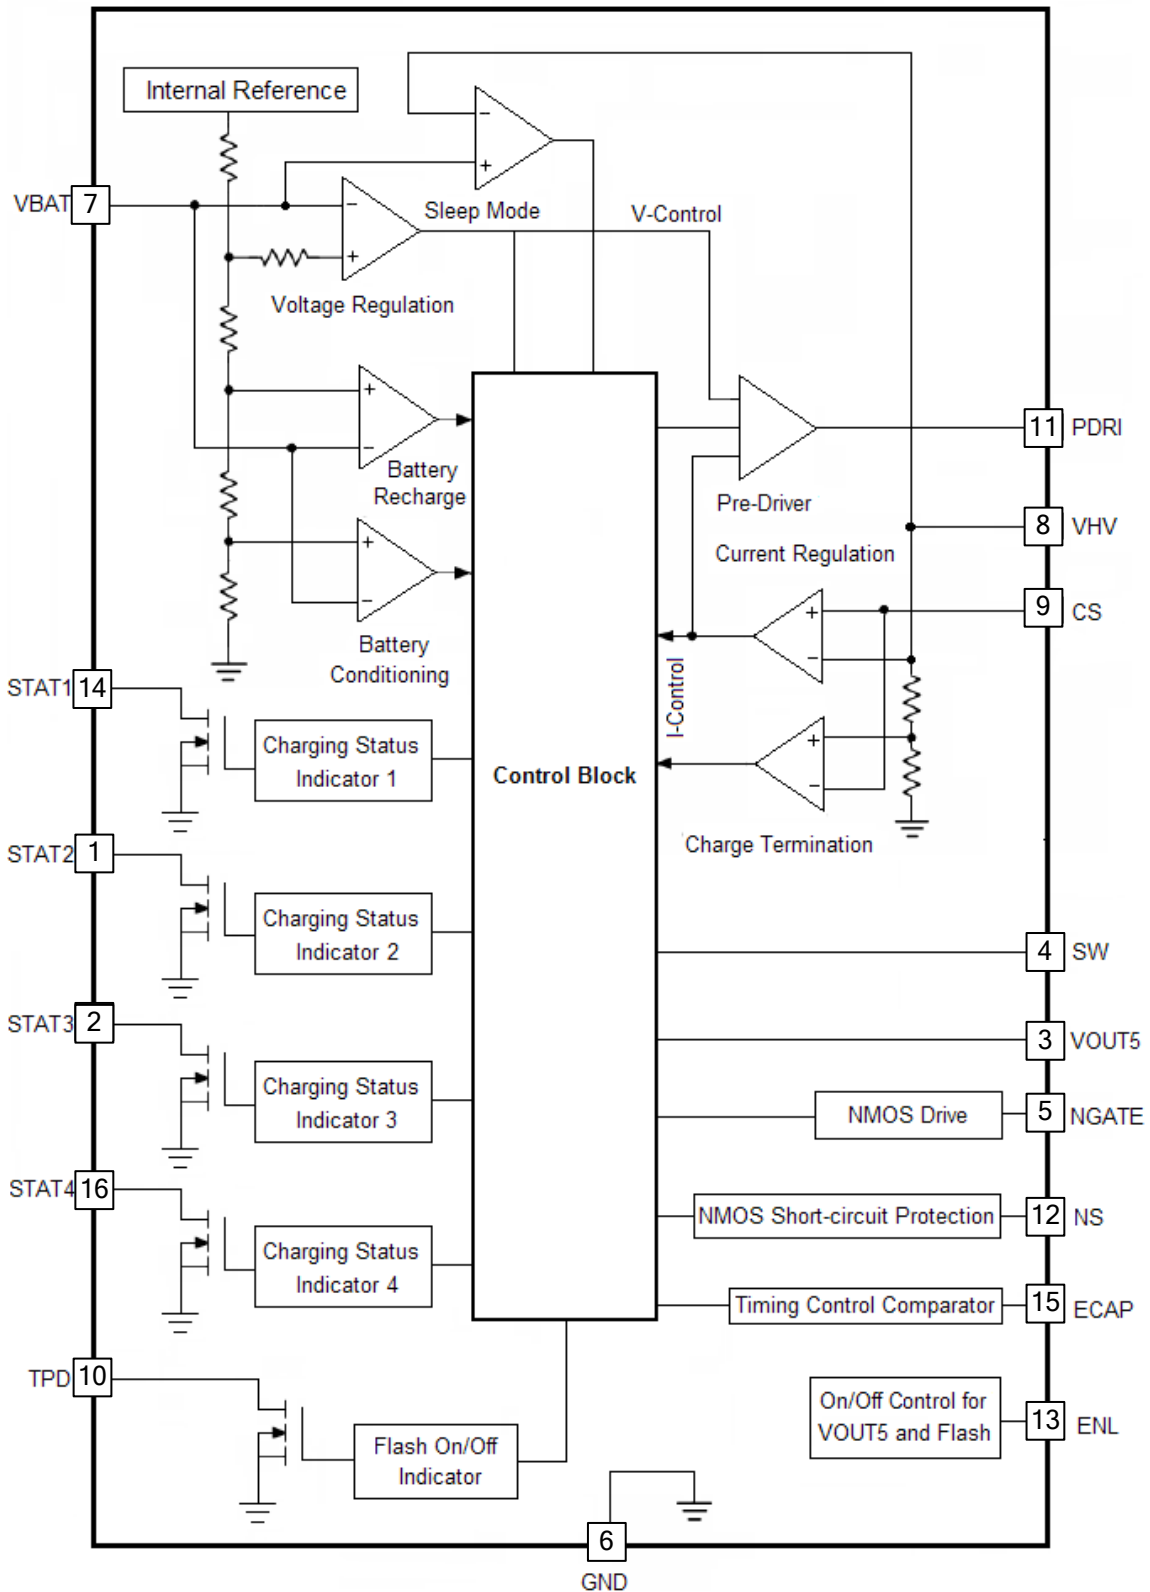 Internal Reference
−
+
VBAT
7
−
Sleep Mode
V-Control
+
Voltage Regulation
+
−
Battery
Recharge
11
PDRI
Pre-Driver
8
VHV
+
Current Regulation
−
Battery
Conditioning
+
9
CS
−
I-Control
STAT1
14
Charging Status
Indicator 1
+
−
Control Block
Charge Termination
STAT2
1
Charging Status
Indicator 2
4
SW
STAT3
2
Charging Status
Indicator 3
3
VOUT5
NMOS Drive
5
NGATE
STAT4
16
Charging Status
Indicator 4
NMOS Short-circuit Protection
12
NS
Timing Control Comparator
15
ECAP
TPD
10
Flash On/Off
Indicator
On/Off Control for
VOUT5 and Flash
13
ENL
6
GND